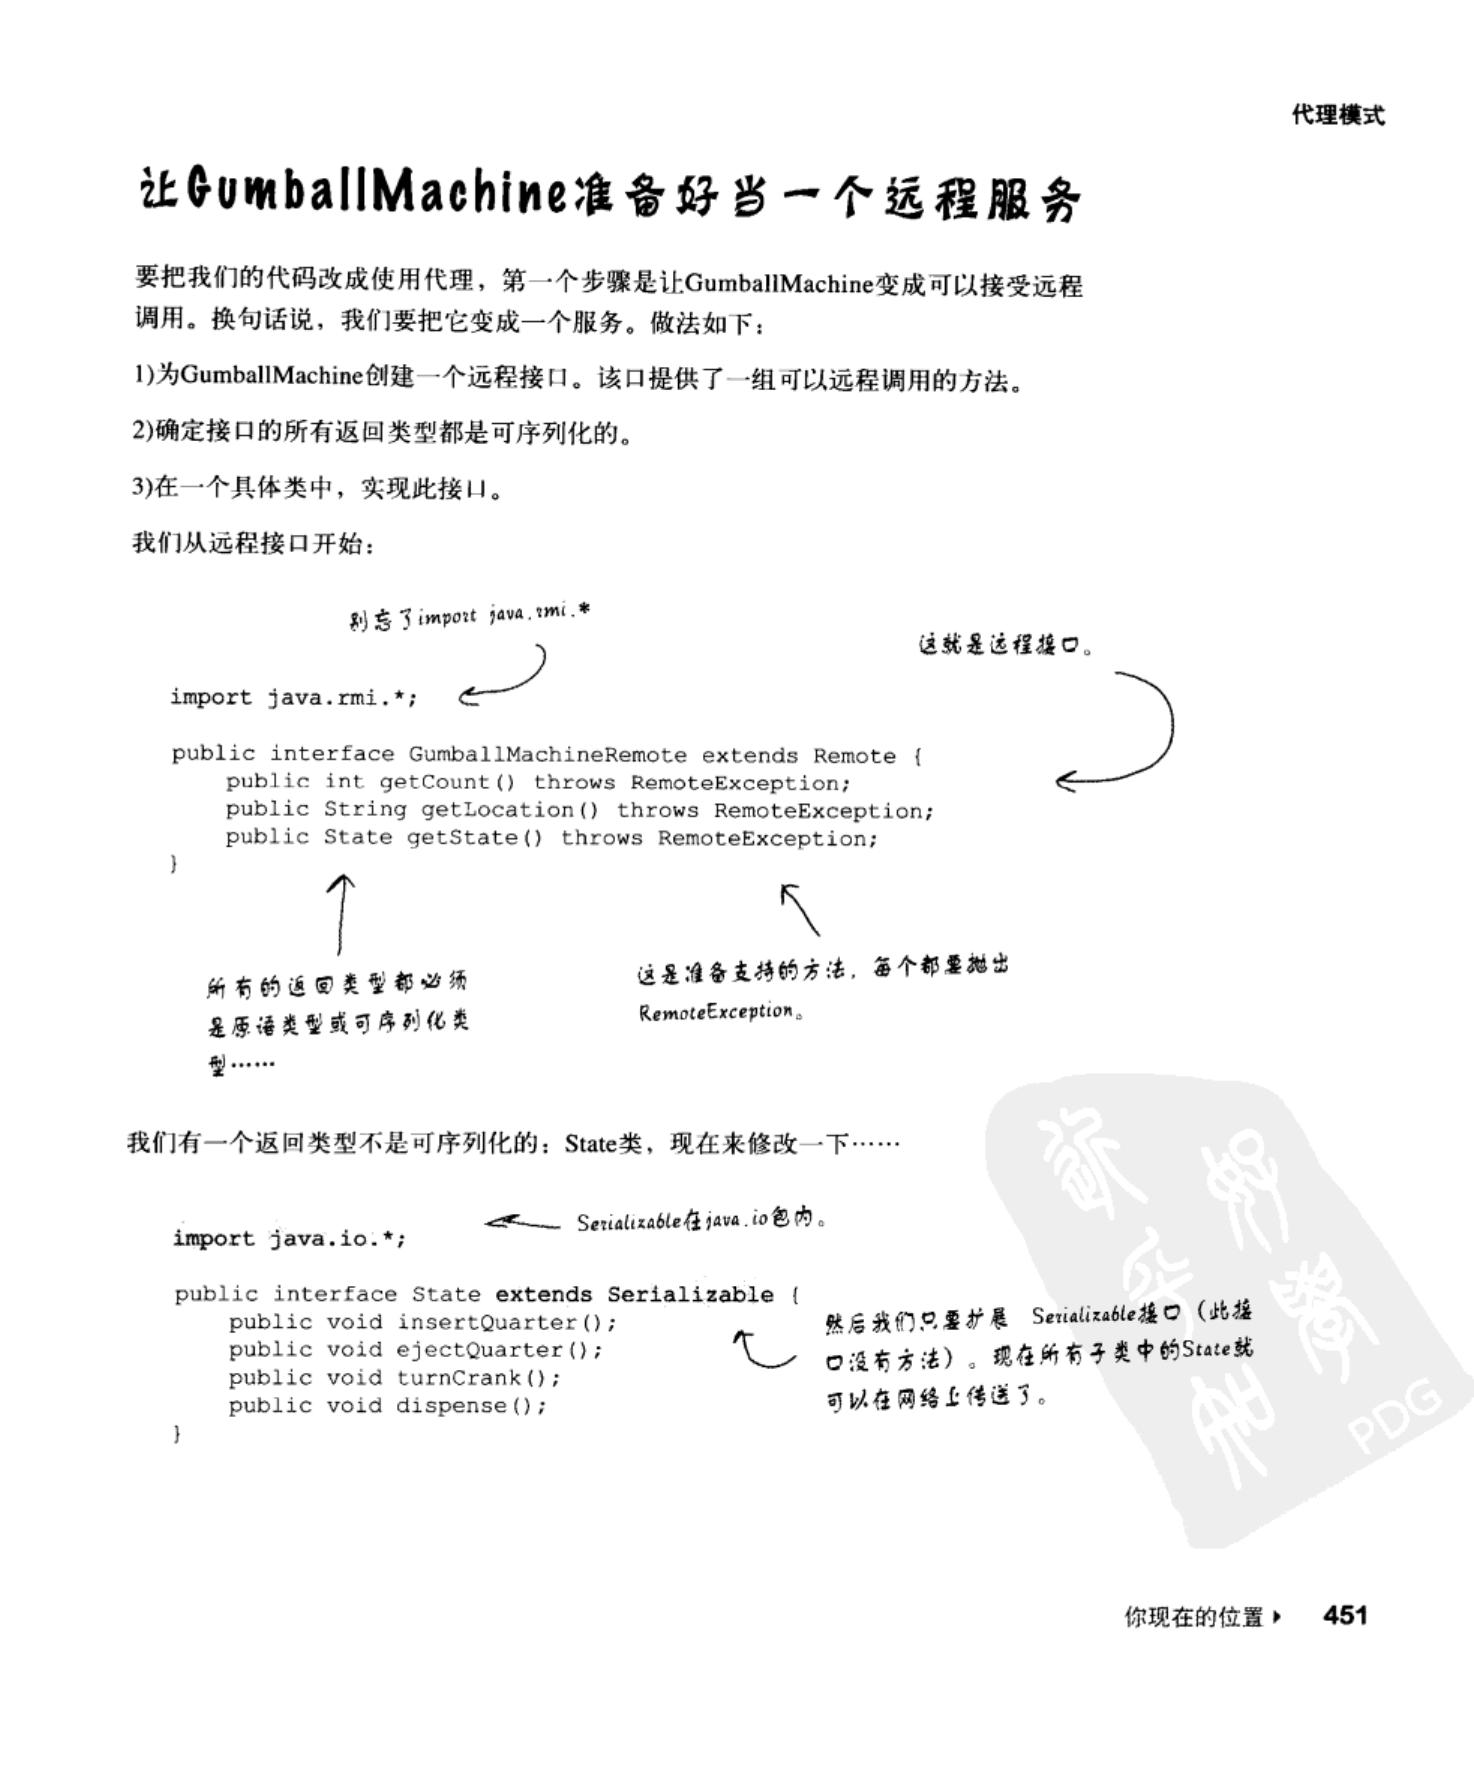 代理模式
让GumballMachine准备好当一个远程服务
要把我们的代码改成使用代理，第一个步骤是让GumballMachine变成可以接受远程
调用。换句话说，我们要把它变成一个服务。做法如下：
1)为GumballMachine创建一个远程接口。该口提供了一组可以远程调用的方法。
2)确定接口的所有返回类型都是可序列化的。
3)在一个具体类中，实现此接口。
我们从远程接口开始：
别忘了import java.rmi.*
这就是远程接口。
import java.rmi.*;
public interface GumballMachineRemote extends Remote {
public int getCount() throws RemoteException;
public String getLocation() throws RemoteException;
public State getState() throws RemoteException;
}
所有的返回类型都必须
是原语类型或可序列化类
型……
这是准备支持的方法，每个都要抛出
RemoteException。
我们有一个返回类型不是可序列化的：State类，现在来修改一下……
import java.io.*;
Serializable在java.io包内。
public interface State extends Serializable {
public void insertQuarter();
public void ejectQuarter();
public void turnCrank();
public void dispense();
}
然后我们只要扩展 Serializable接口（此接
口没有方法）。现在所有子类中的State就
可以在网络上传送了。
PDG
你现在的位置 ▸ 451